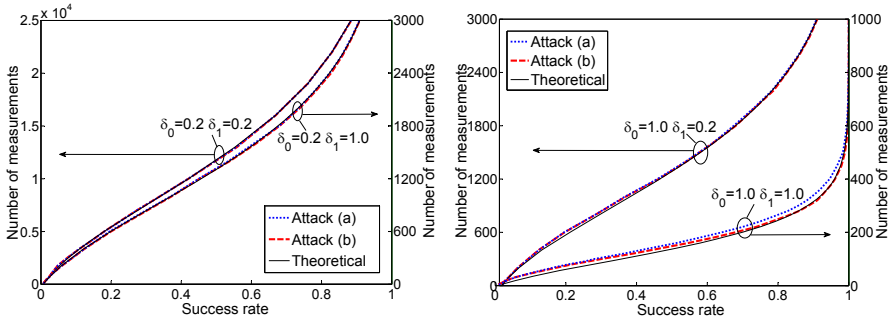 x 10⁴
2.5
2
1.5
1
0.5
0
Number of measurements
3000
2400
1800
1200
600
0
Number of measurements
δ₀=0.2 δ₁=0.2
δ₀=0.2 δ₁=1.0
Attack (a)
Attack (b)
Theoretical
0 0.2 0.4 0.6 0.8 1
Success rate
3000
2400
1800
1200
600
0
Number of measurements
1000
800
600
400
200
0
Number of measurements
Attack (a)
Attack (b)
Theoretical
δ₀=1.0 δ₁=0.2
δ₀=1.0 δ₁=1.0
0.2 0.4 0.6 0.8 1
Success rate